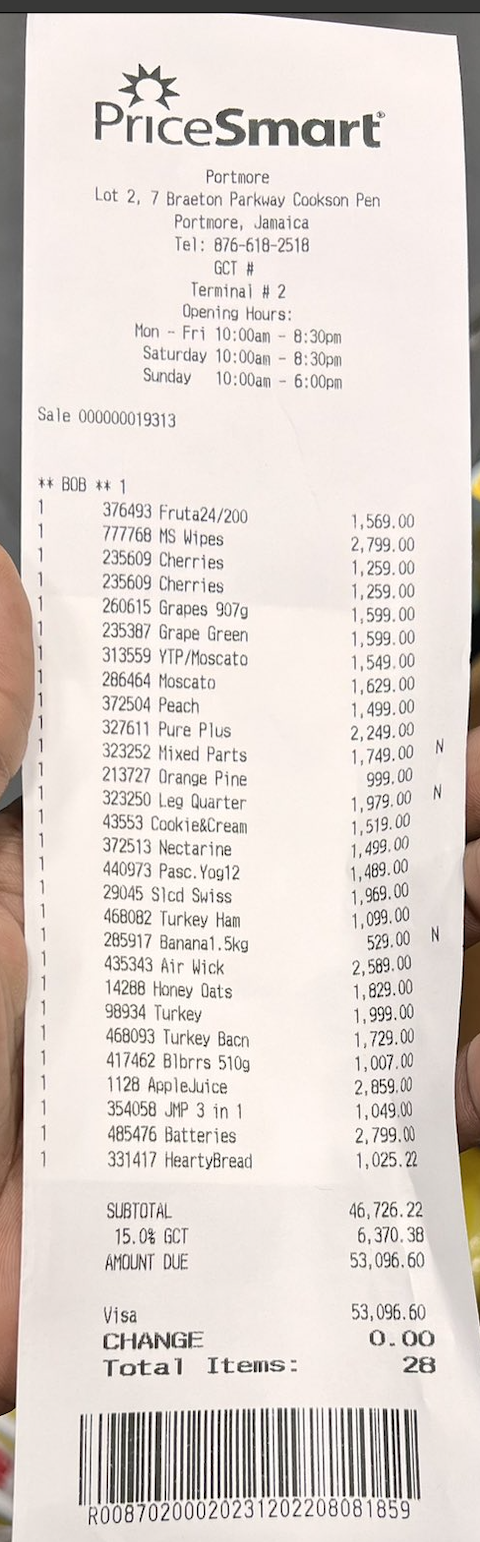 PriceSmart®
Portmore
Lot 2, 7 Braeton Parkway Cookson Pen
Portmore, Jamaica
Tel: 876-618-2518
GCT #
Terminal # 2
Opening Hours:
Mon - Fri 10:00am - 8:30pm
Saturday 10:00am - 8:30pm
Sunday 10:00am - 6:00pm
Sale 000000019313
** BOB ** 1
1 376493 Fruta24/200 1,569.00
1 777768 MS Wipes 2,799.00
1 235609 Cherries 1,259.00
1 235609 Cherries 1,259.00
1 260615 Grapes 907g 1,599.00
1 235387 Grape Green 1,599.00
1 313559 YTP/Moscato 1,549.00
1 286464 Moscato 1,629.00
1 372504 Peach 1,499.00
1 327611 Pure Plus 2,249.00
1 323252 Mixed Parts 1,749.00 N
1 213727 Orange Pine 999.00
1 323250 Leg Quarter 1,979.00 N
1 43553 Cookie&Cream 1,519.00
1 372513 Nectarine 1,499.00
1 440973 Pasc.Yog12 1,489.00
1 29045 Slcd Swiss 1,969.00
1 468082 Turkey Ham 1,099.00
1 285917 Banana1.5kg 529.00 N
1 435343 Air Wick 2,589.00
1 14288 Honey Oats 1,829.00
1 98934 Turkey 1,999.00
1 468093 Turkey Bacn 1,729.00
1 417462 Blbrrs 510g 1,007.00
1 1128 AppleJuice 2,859.00
1 354058 JMP 3 in 1 1,049.00
1 485476 Batteries 2,799.00
1 331417 HeartyBread 1,025.22
SUBTOTAL 46,726.22
15.0% GCT 6,370.38
AMOUNT DUE 53,096.60
Visa 53,096.60
CHANGE 0.00
Total Items: 28
R0087020002023120220808​1859